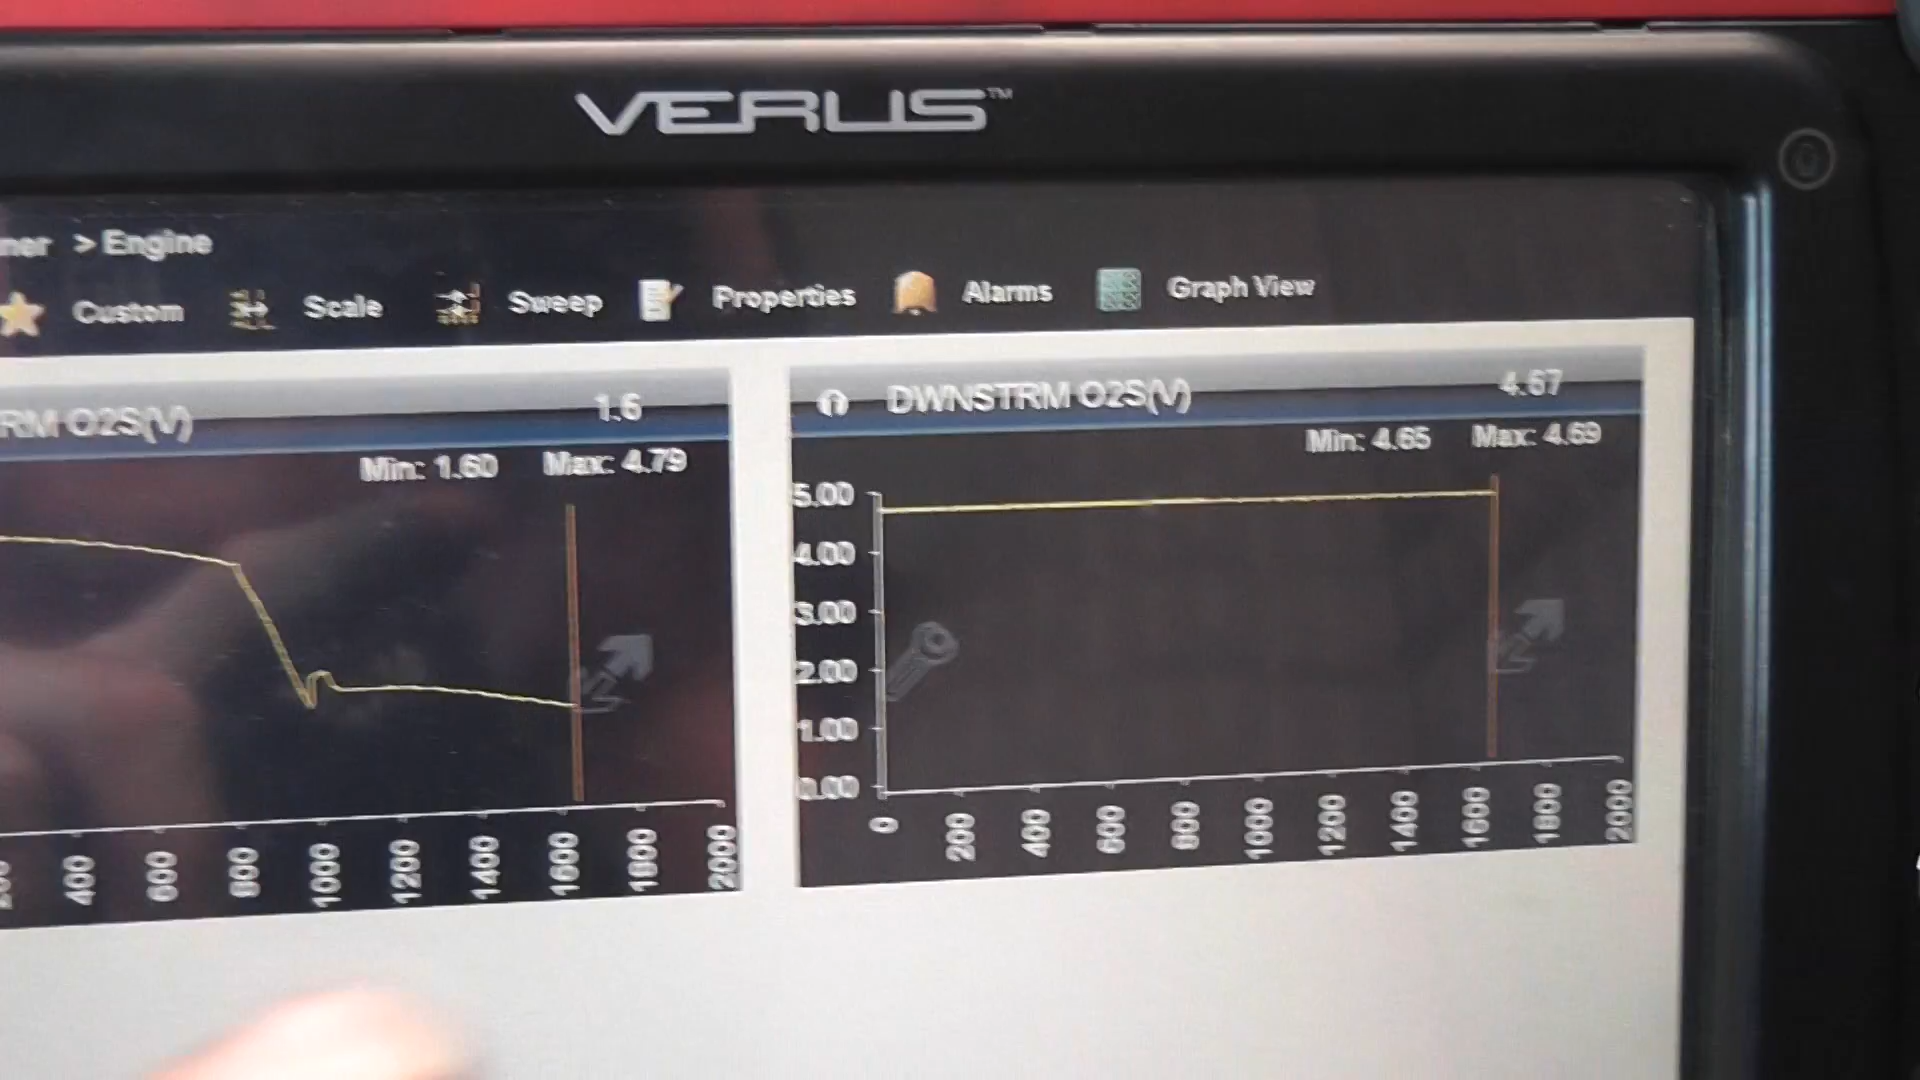 VERUS™
ner > Engine
Custom Scale Sweep Properties Alarms Graph View
RM O2S(V) 1.6
Min: 1.60 Max: 4.79
400 600 800 1000 1200 1400 1600 1800 2000
DWNSTRM O2S(V) 4.67
Min: 4.65 Max: 4.69
5.00
4.00
3.00
2.00
1.00
0.00
0 200 400 600 800 1000 1200 1400 1600 1800 2000